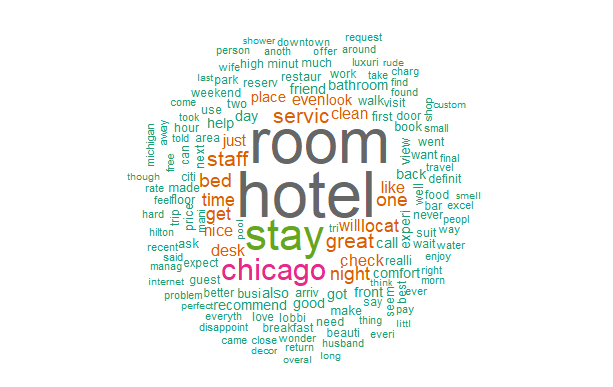 shower downtown request
person anoth offer around
wife high minut much luxuri rude
last park reserv restaur work take charg
weekend friend bathroom find
come use two place even look walk visit found
took hour help day servic clean first door shop custom
told area just room book small
michigan away free can next staff view went
want final
though citi bed hotel like back travel
rate made definit
feel floor time one well food smell
hard trip price mani get pool bar excel
hilton nice stay tri will locat experi suit never peopl
recent ask desk great call wait way
said water
manag expect chicago check realli enjoy
internet guest night comfort right
problem better busi also arriv got front think seem best morn
perfect recommend good say ever
everyth love lobbi make pay
disappoint need thing littl
breakfast beauti everi
came close wonder husband
decor return
overal long